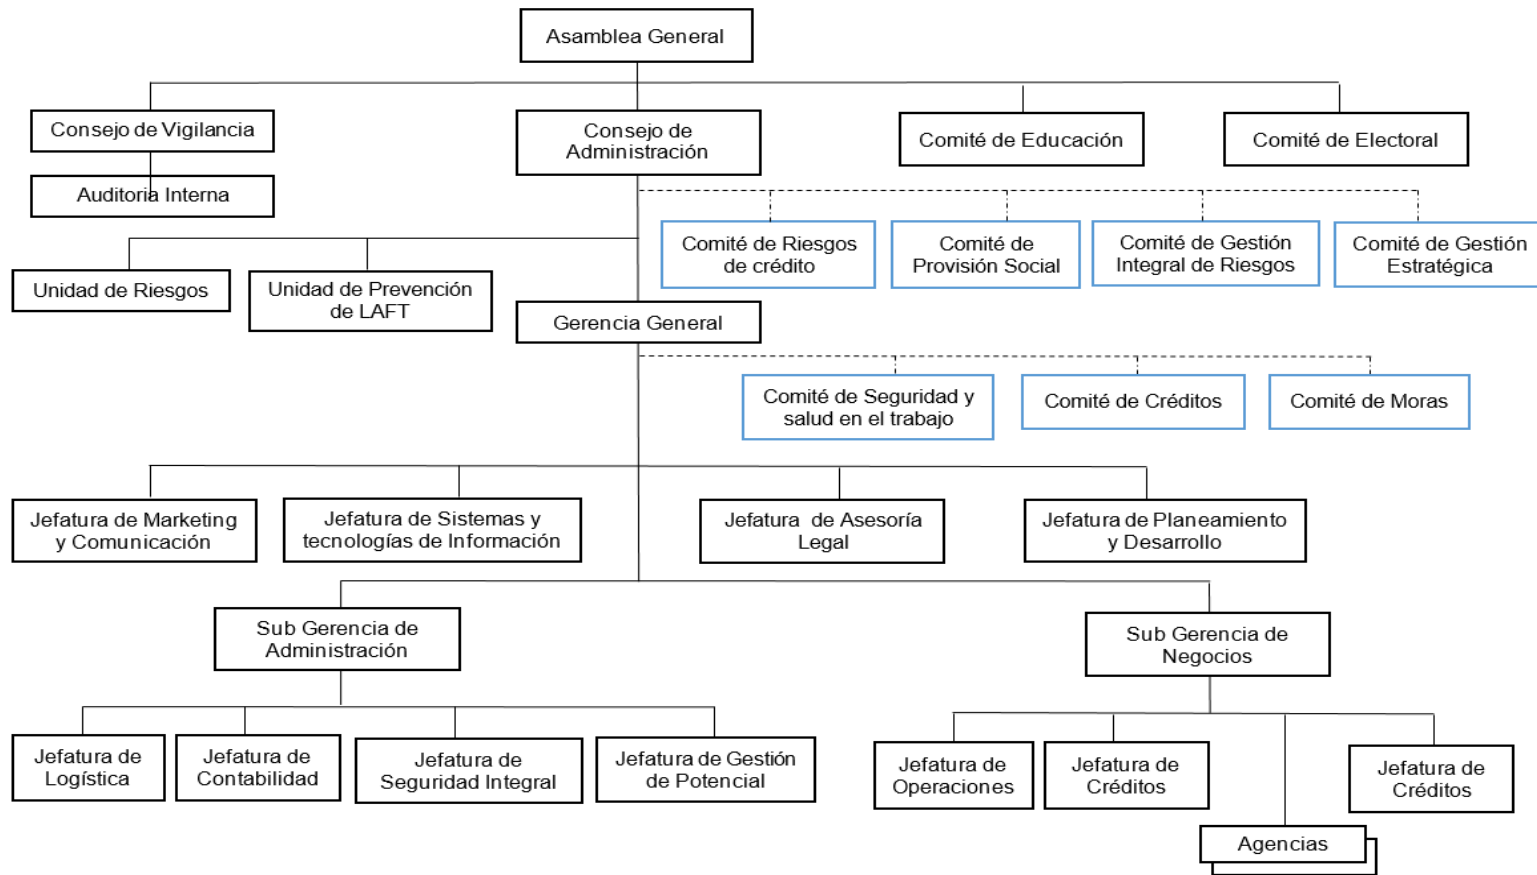 Asamblea General
Consejo de Vigilancia
Consejo de
Administración
Comité de Educación
Comité de Electoral
Auditoria Interna
Comité de Riesgos
de crédito
Comité de
Provisión Social
Comité de Gestión
Integral de Riesgos
Comité de Gestión
Estratégica
Unidad de Riesgos
Unidad de Prevención
de LAFT
Gerencia General
Comité de Seguridad y
salud en el trabajo
Comité de Créditos
Comité de Moras
Jefatura de Marketing
y Comunicación
Jefatura de Sistemas y
tecnologías de Información
Jefatura de Asesoría
Legal
Jefatura de Planeamiento
y Desarrollo
Sub Gerencia de
Administración
Sub Gerencia de
Negocios
Jefatura de
Logística
Jefatura de
Contabilidad
Jefatura de
Seguridad Integral
Jefatura de Gestión
de Potencial
Jefatura de
Operaciones
Jefatura de
Créditos
Jefatura de
Créditos
Agencias